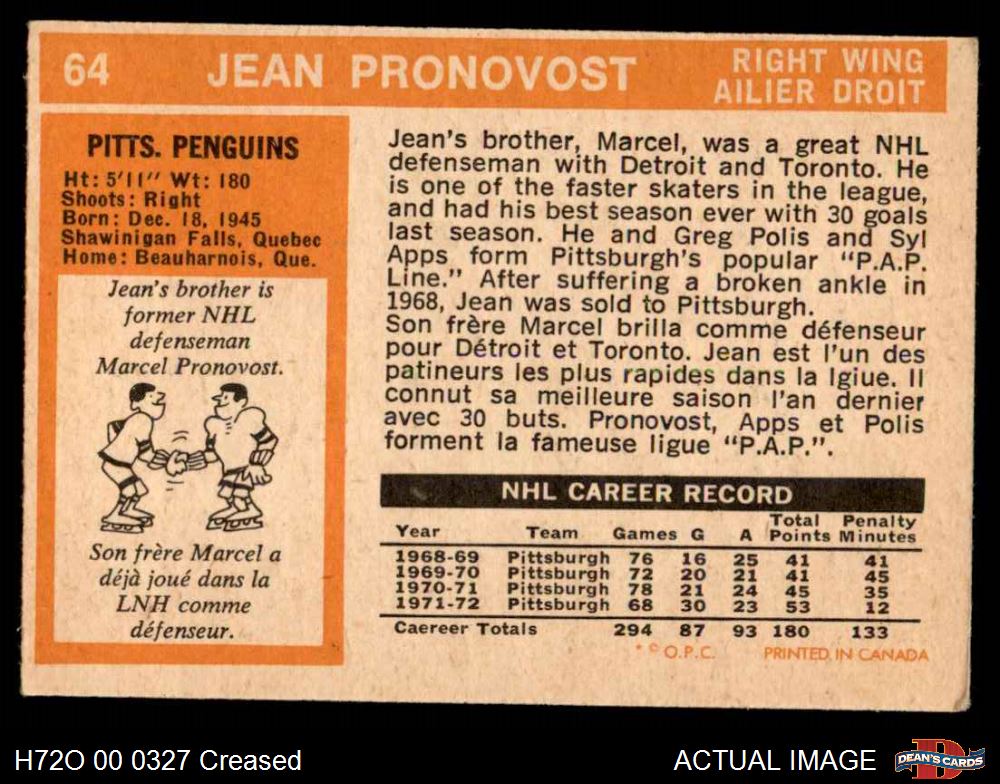 64 JEAN PRONOVOST RIGHT WING
AILIER DROIT
PITTS. PENGUINS
Ht: 5'11" Wt: 180
Shoots: Right
Born: Dec. 18, 1945
Shawinigan Falls, Quebec
Home: Beauharnois, Que.
Jean's brother is
former NHL
defenseman
Marcel Pronovost.
Son frère Marcel a
déjà joué dans la
LNH comme
défenseur.
Jean's brother, Marcel, was a great NHL
defenseman with Detroit and Toronto. He
is one of the faster skaters in the league,
and had his best season ever with 30 goals
last season. He and Greg Polis and Syl
Apps form Pittsburgh's popular "P.A.P.
Line." After suffering a broken ankle in
1968, Jean was sold to Pittsburgh.
Son frère Marcel brilla comme défenseur
pour Détroit et Toronto. Jean est l'un des
patineurs les plus rapides dans la lgiue. Il
connut sa meilleure saison l'an dernier
avec 30 buts. Pronovost, Apps et Polis
forment la fameuse ligue "P.A.P.".
NHL CAREER RECORD
Year Team Games G A Total Points Penalty Minutes
1968-69 Pittsburgh 76 16 25 41 41
1969-70 Pittsburgh 72 20 21 41 45
1970-71 Pittsburgh 78 21 24 45 35
1971-72 Pittsburgh 68 30 23 53 12
Caereer Totals 294 87 93 180 133
* © O.P.C. PRINTED IN CANADA
H72O 00 0327 Creased ACTUAL IMAGE DEAN'S CARDS